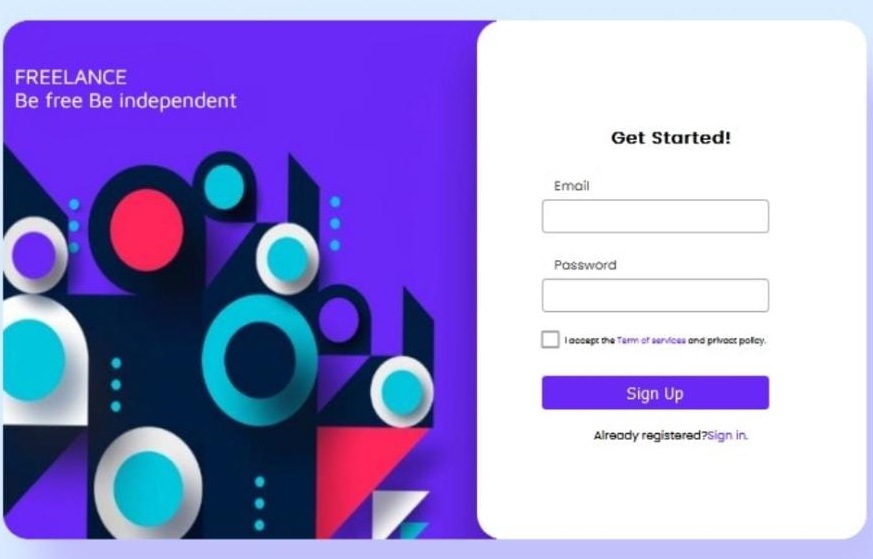 FREELANCE
Be free Be independent
Get Started!
Email
Password
I accept the Term of services and privact policy.
Sign Up
Already registered?Sign in.